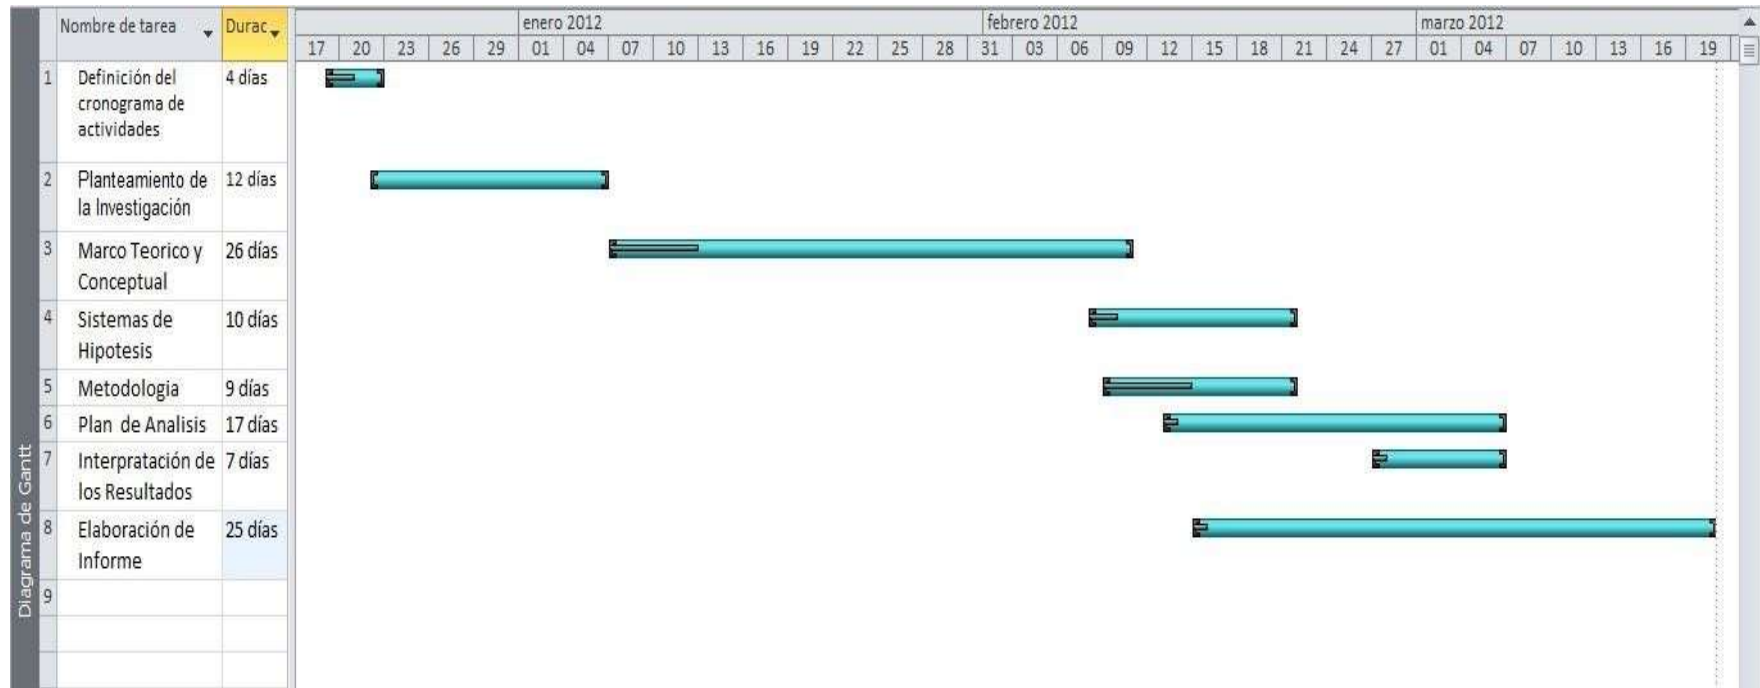 Nombre de tarea Durac enero 2012 febrero 2012 marzo 2012
17 20 23 26 29 01 04 07 10 13 16 19 22 25 28 31 03 06 09 12 15 18 21 24 27 01 04 07 10 13 16 19
1 Definición del 4 días
cronograma de
actividades
2 Planteamiento de 12 días
la Investigación
3 Marco Teorico y 26 días
Conceptual
4 Sistemas de 10 días
Hipotesis
5 Metodologia 9 días
6 Plan de Analisis 17 días
7 Interpratación de 7 días
los Resultados
8 Elaboración de 25 días
Informe
9
Diagrama de Gantt